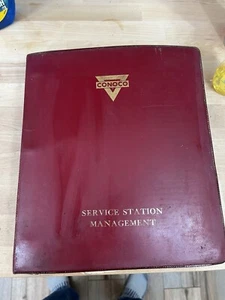 CONOCO
SERVICE STATION
MANAGEMENT